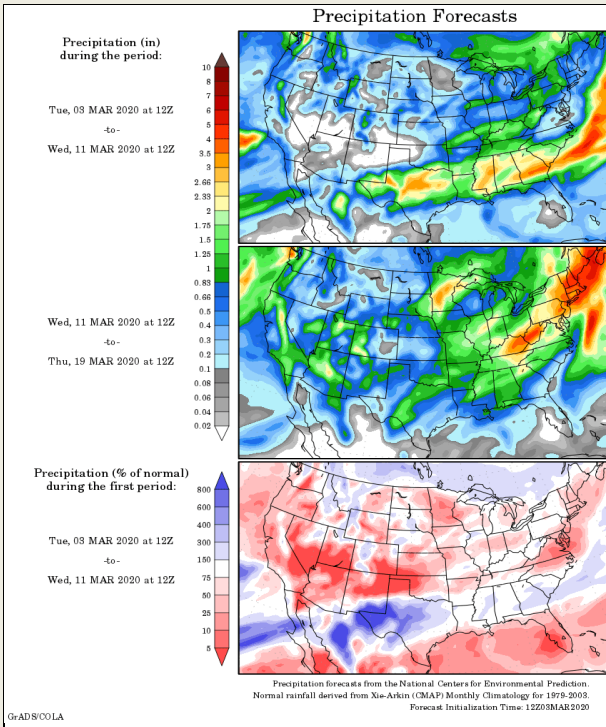 Precipitation Forecasts
Precipitation (in)
during the period:
Tue, 03 MAR 2020 at 12Z
-to-
Wed, 11 MAR 2020 at 12Z
10
8
7
6
5
4
3.5
3
2.66
2.33
2
1.75
1.5
1.25
1
0.83
0.66
0.5
0.4
0.3
0.2
0.1
0.08
0.06
0.04
0.02
Wed, 11 MAR 2020 at 12Z
-to-
Thu, 19 MAR 2020 at 12Z
Precipitation (% of normal)
during the first period:
Tue, 03 MAR 2020 at 12Z
-to-
Wed, 11 MAR 2020 at 12Z
800
600
400
300
150
75
50
25
10
5
Precipitation forecasts from the National Centers for Environmental Prediction.
Normal rainfall derived from Xie-Arkin (CMAP) Monthly Climatology for 1979-2003.
Forecast Initialization Time: 12Z03MAR2020
GrADS/COLA